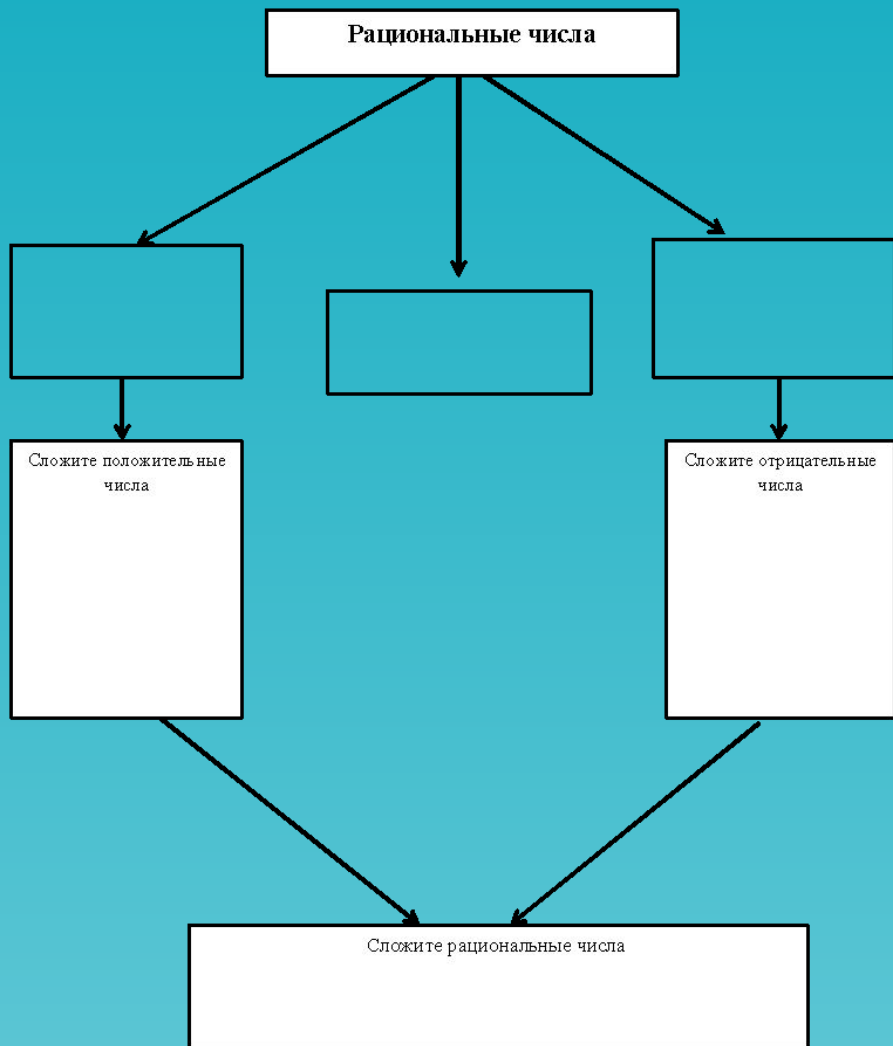 Рациональные числа
Сложите положительные
числа
Сложите отрицательные
числа
Сложите рациональные числа